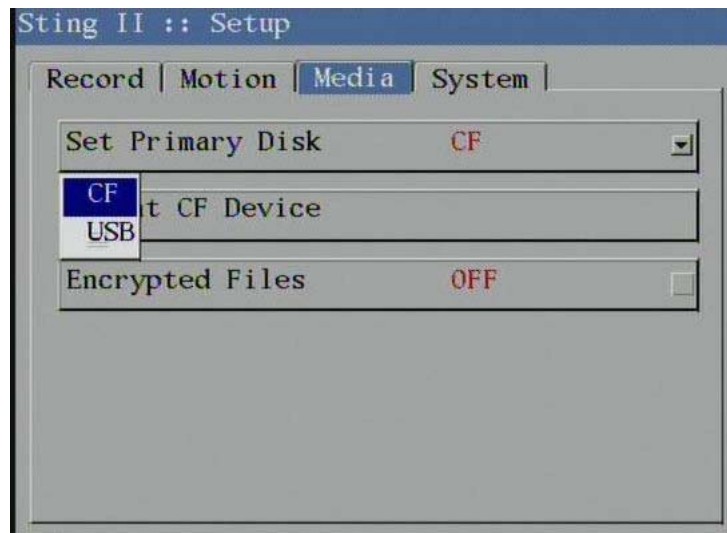 Sting II :: Setup
Record | Motion | Media | System |
Set Primary Disk CF
CF
t CF Device
USB
Encrypted Files OFF